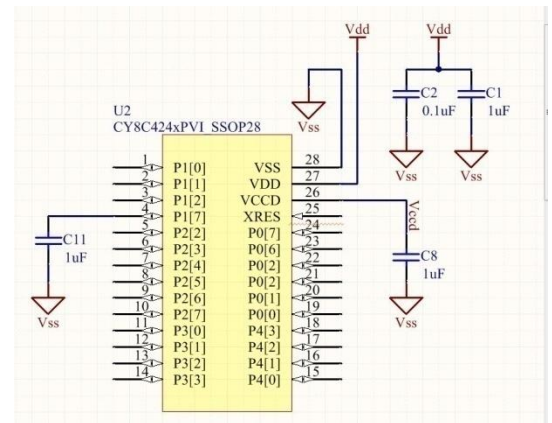 Vdd
Vdd
C2
0.1uF
C1
1uF
Vss
Vss
Vss
U2
CY8C424xPVI_SSOP28
1 P1[0] VSS 28
2 P1[1] VDD 27
3 P1[2] VCCD 26
4 P1[7] XRES 25
5 P2[2] P0[7] 24
6 P2[3] P0[6] 23
7 P2[4] P0[2] 22
8 P2[5] P0[2] 21
9 P2[6] P0[1] 20
10 P2[7] P0[0] 19
11 P3[0] P4[3] 18
12 P3[1] P4[2] 17
13 P3[2] P4[1] 16
14 P3[3] P4[0] 15
C11
1uF
Vss
Vccd
C8
1uF
Vss